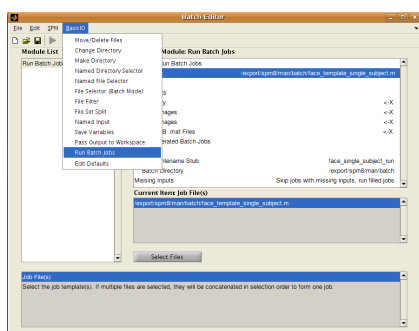 Batch Editor
File Edit SPM BasicIO
Module List
Run Batch Job
Move/Delete Files
Change Directory
Make Directory
Named Directory Selector
Named File Selector
File Selector (Batch Mode)
File Filter
File Set Split
Named Input
Save Variables
Pass Output to Workspace
Run Batch Jobs
Edit Defaults
Module: Run Batch Jobs
Run Batch Jobs
/export/spm8/man/batch/face_template_single_subject.m
ts
ry <-X
mages <-X
mages <-X
B .mat Files <-X
erated Batch Jobs
ilename Stub face_single_subject_run
Batch Directory /export/spm8/man/batch
Missing Inputs Skip jobs with missing inputs, run filled jobs
Current Item: Job File(s)
/export/spm8/man/batch/face_template_single_subject.m
Select Files
Job File(s)
Select the job template(s). If multiple files are selected, they will be concatenated in selection order to form one job.